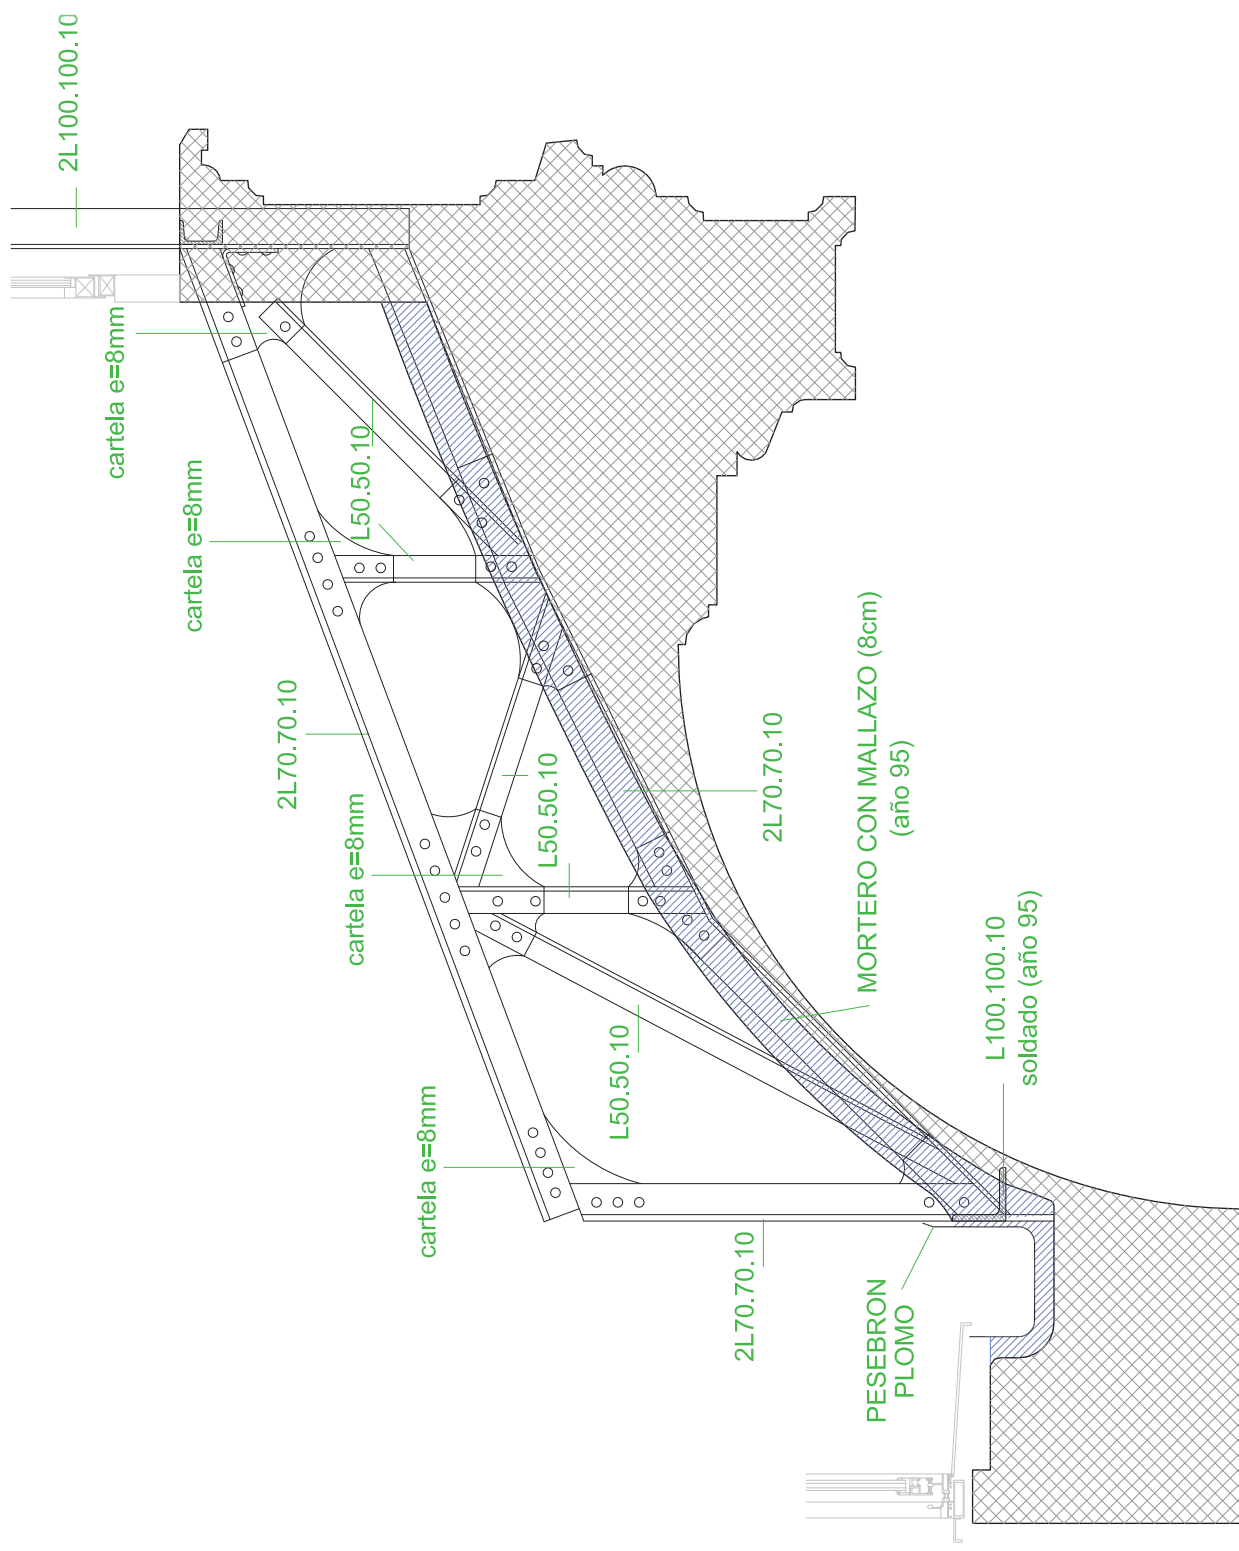 2L100.100.10
cartela e=8mm
cartela e=8mm
L50.50.10
2L70.70.10
cartela e=8mm
L50.50.10
2L70.70.10
MORTERO CON MALLAZO (8cm)
(año 95)
cartela e=8mm
L50.50.10
L100.100.10
soldado (año 95)
2L70.70.10
PESEBRON
PLOMO